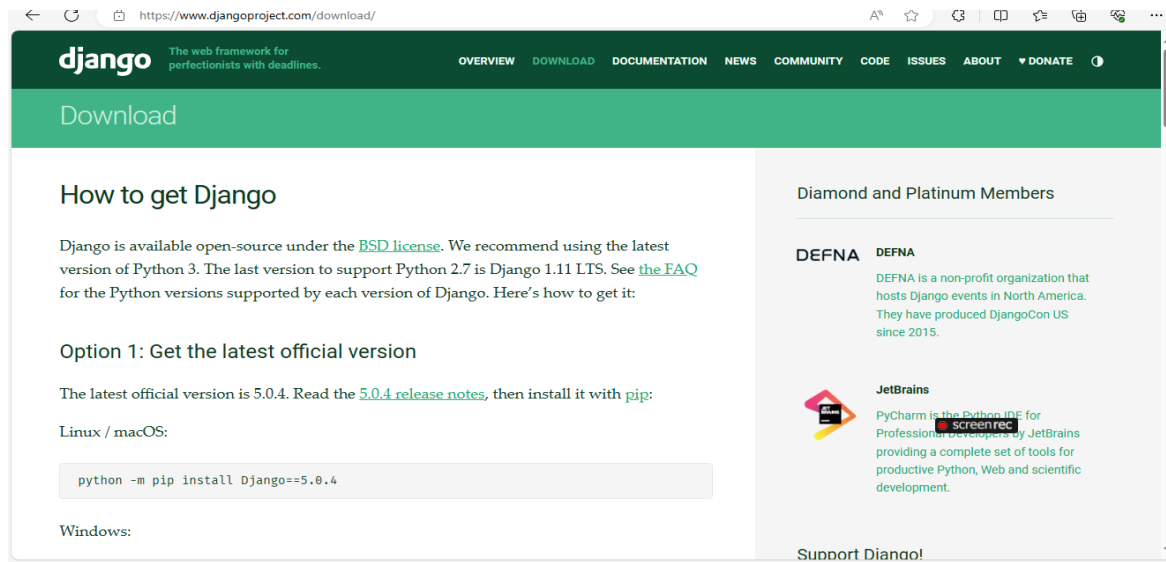 https://www.djangoproject.com/download/
django
The web framework for
perfectionists with deadlines.
OVERVIEW DOWNLOAD DOCUMENTATION NEWS COMMUNITY CODE ISSUES ABOUT ♥ DONATE
Download
How to get Django
Django is available open-source under the BSD license. We recommend using the latest
version of Python 3. The last version to support Python 2.7 is Django 1.11 LTS. See the FAQ
for the Python versions supported by each version of Django. Here's how to get it:
Option 1: Get the latest official version
The latest official version is 5.0.4. Read the 5.0.4 release notes, then install it with pip:
Linux / macOS:
python -m pip install Django==5.0.4
Windows:
Diamond and Platinum Members
DEFNA
DEFNA
DEFNA is a non-profit organization that
hosts Django events in North America.
They have produced DjangoCon US
since 2015.
JET
BRAINS
JetBrains
PyCharm is the Python IDE for
screenrec
Professional Developers by JetBrains
providing a complete set of tools for
productive Python, Web and scientific
development.
Support Django!